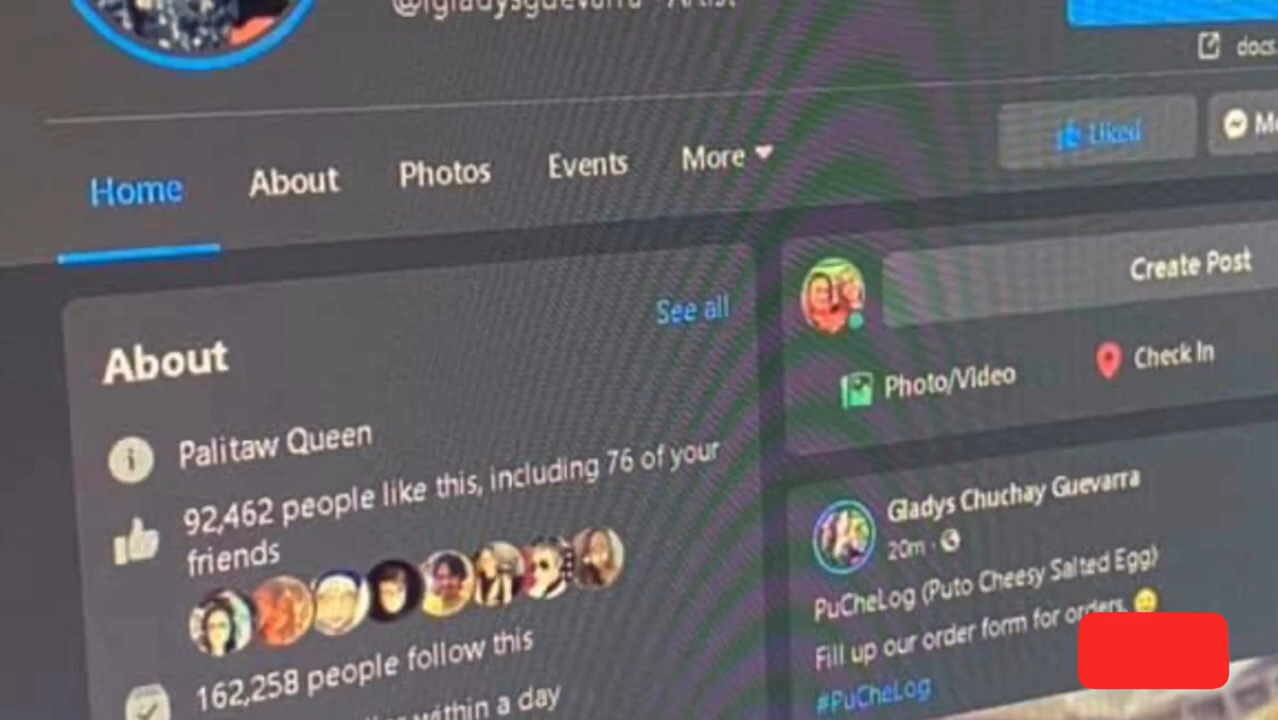 Artist
docs.
Liked
Home
About
Photos
Events
More
Create Post
See all
About
Photo/Video
Check In
Palitaw Queen
92,462 people like this, including 76 of your
friends
162,258 people follow this
within a day
Gladys Chuchay Guevarra
20m
PuCheLog (Puto Cheesy Salted Egg)
Fill up our order form for orders.
#PuCheLog